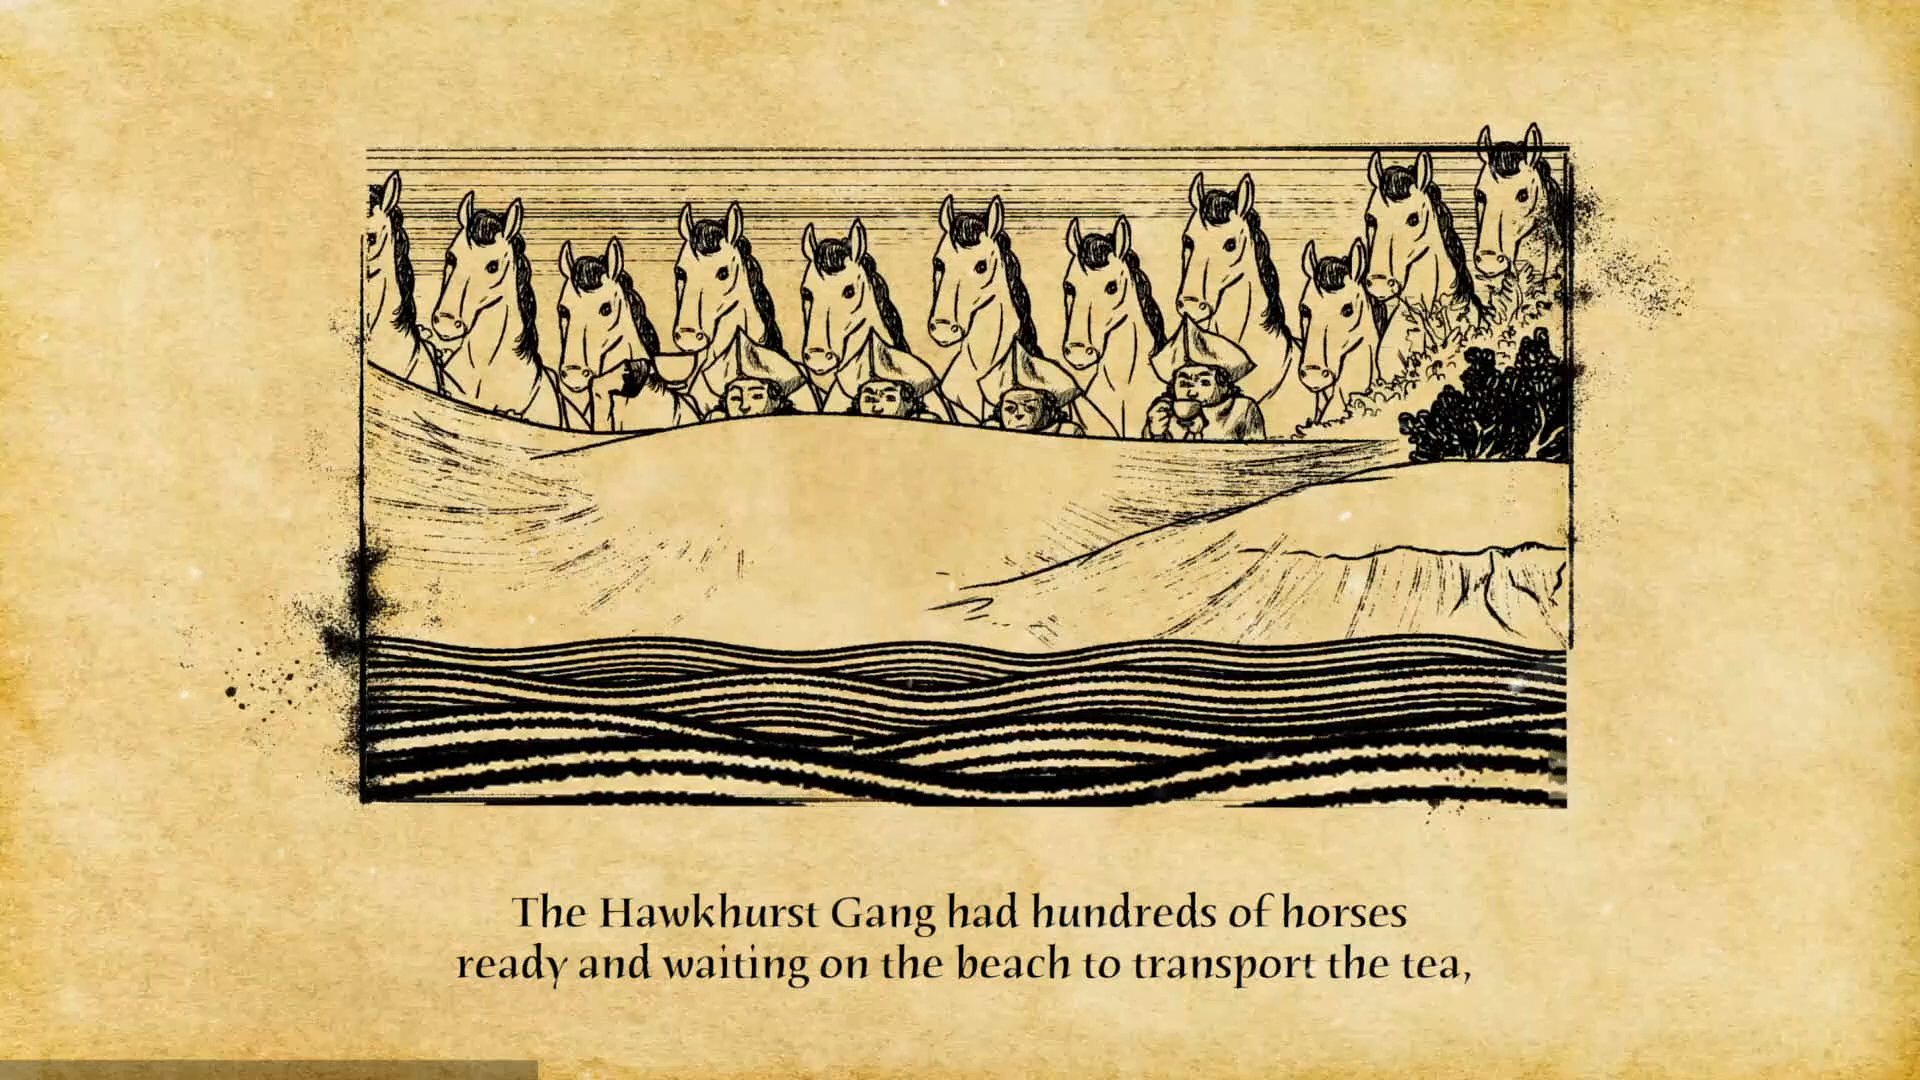 The Hawkhurst Gang had hundreds of horses
ready and waiting on the beach to transport the tea,